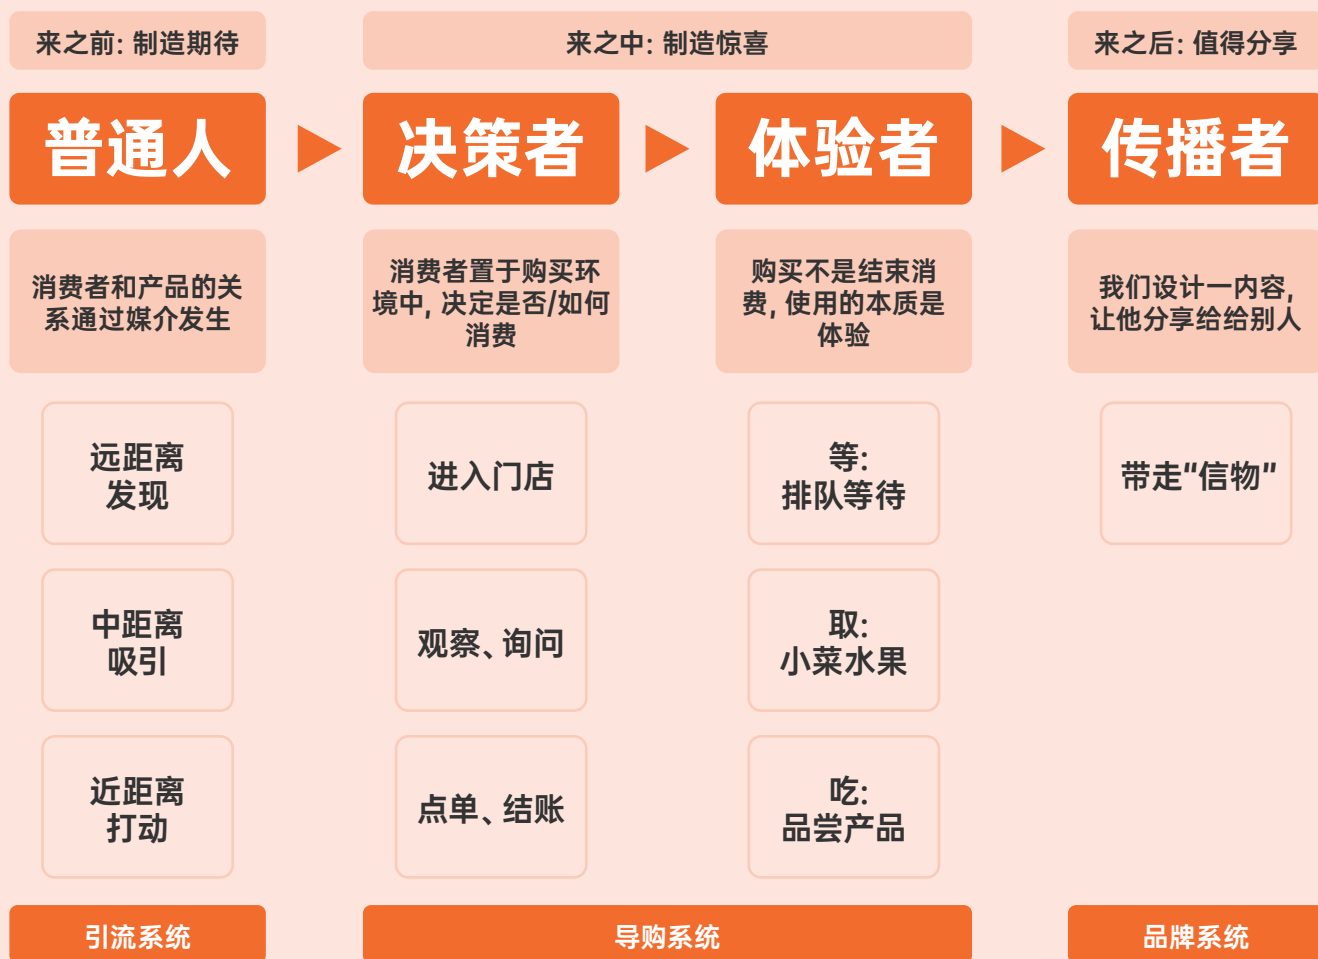 来之前: 制造期待
来之中: 制造惊喜
来之后: 值得分享
普通人
决策者
体验者
传播者
消费者和产品的关
系通过媒介发生
消费者置于购买环
境中, 决定是否/如何
消费
购买不是结束消
费, 使用的本质是
体验
我们设计一内容,
让他分享给给别人
远距离
发现
进入门店
等:
排队等待
带走"信物"
中距离
吸引
观察、询问
取:
小菜水果
近距离
打动
点单、结账
吃:
品尝产品
引流系统
导购系统
品牌系统